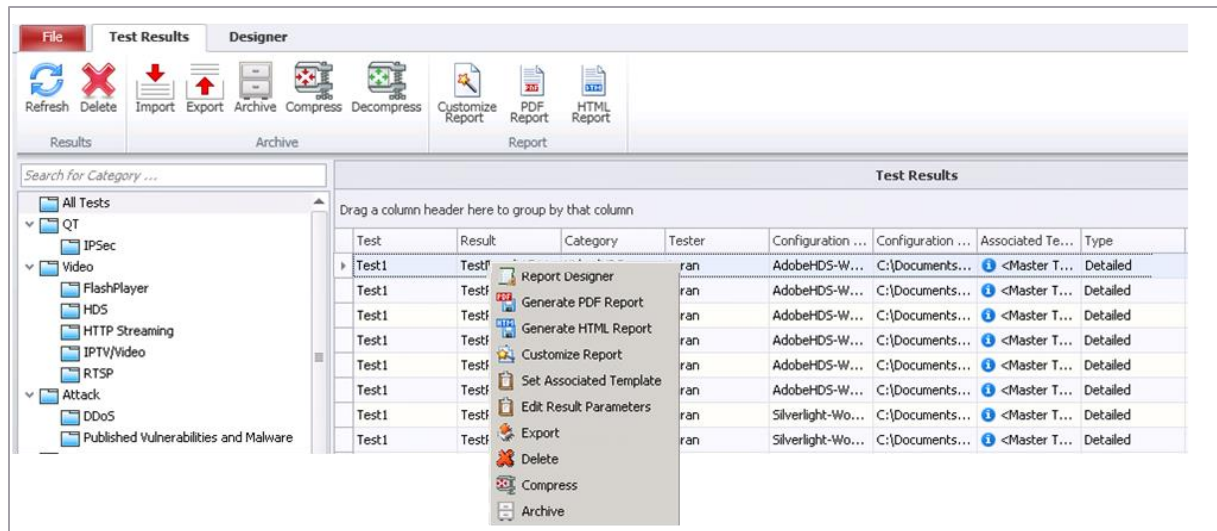 File Test Results Designer
Refresh Delete Import Export Archive Compress Decompress Customize Report PDF Report HTML Report
Results Archive Report
Search for Category ...
Test Results
All Tests
QT
IPSec
Video
FlashPlayer
HDS
HTTP Streaming
IPTV/Video
RTSP
Attack
DDoS
Published Vulnerabilities and Malware
Drag a column header here to group by that column
Test Result Category Tester Configuration ... Configuration ... Associated Te... Type
Test1 ran AdobeHDS-W... C:\Documents... <Master T... Detailed
Test1 ran AdobeHDS-W... C:\Documents... <Master T... Detailed
Test1 ran AdobeHDS-W... C:\Documents... <Master T... Detailed
Test1 ran AdobeHDS-W... C:\Documents... <Master T... Detailed
Test1 ran AdobeHDS-W... C:\Documents... <Master T... Detailed
Test1 ran AdobeHDS-W... C:\Documents... <Master T... Detailed
Test1 ran Silverlight-Wo... C:\Documents... <Master T... Detailed
Test1 ran Silverlight-Wo... C:\Documents... <Master T... Detailed
Report Designer
Generate PDF Report
Generate HTML Report
Customize Report
Set Associated Template
Edit Result Parameters
Export
Delete
Compress
Archive